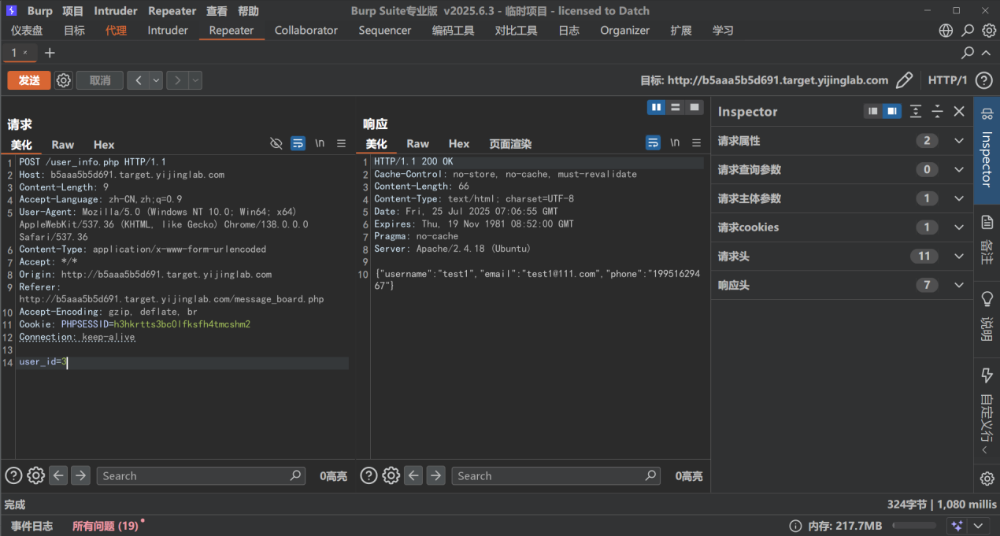 Burp 项目 Intruder Repeater 查看 帮助 Burp Suite专业版 v2025.6.3 - 临时项目 - licensed to Datch
仪表盘 目标 代理 Intruder Repeater Collaborator Sequencer 编码工具 对比工具 日志 Organizer 扩展 学习
1 × +
发送 取消 目标: http://b5aaa5b5d691.target.yijinglab.com HTTP/1
请求
美化 Raw Hex \n
1 POST /user_info.php HTTP/1.1
2 Host: b5aaa5b5d691.target.yijinglab.com
3 Content-Length: 9
4 Accept-Language: zh-CN,zh;q=0.9
5 User-Agent: Mozilla/5.0 (Windows NT 10.0; Win64; x64)
AppleWebKit/537.36 (KHTML, like Gecko) Chrome/138.0.0.0
Safari/537.36
6 Content-Type: application/x-www-form-urlencoded
7 Accept: */*
8 Origin: http://b5aaa5b5d691.target.yijinglab.com
9 Referer:
http://b5aaa5b5d691.target.yijinglab.com/message_board.php
10 Accept-Encoding: gzip, deflate, br
11 Cookie: PHPSESSID=h3hkrtts3bc0lfksfh4tmcshm2
12 Connection: keep-alive
13
14 user_id=3
Search 0高亮
响应
美化 Raw Hex 页面渲染 \n
1 HTTP/1.1 200 OK
2 Cache-Control: no-store, no-cache, must-revalidate
3 Content-Length: 66
4 Content-Type: text/html; charset=UTF-8
5 Date: Fri, 25 Jul 2025 07:06:55 GMT
6 Expires: Thu, 19 Nov 1981 08:52:00 GMT
7 Pragma: no-cache
8 Server: Apache/2.4.18 (Ubuntu)
9
10 {"username":"test1","email":"test1@111.com","phone":"199516294
67"}
Search 0高亮
Inspector
请求属性 2
请求查询参数 0
请求主体参数 1
请求cookies 1
请求头 11
响应头 7
Inspector
备注
说明
自定义行
完成 324字节 | 1,080 millis
事件日志 所有问题 (19) 内存: 217.7MB